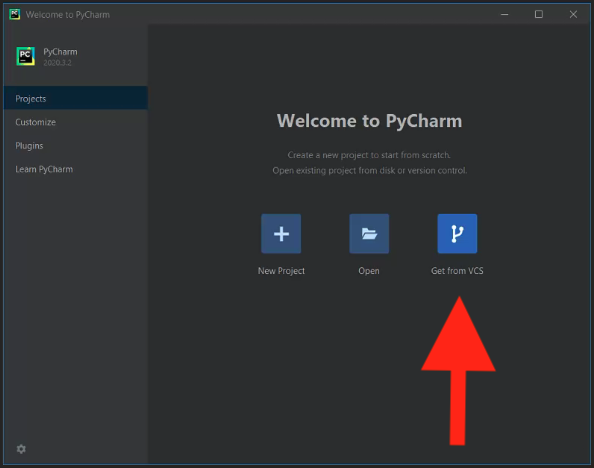 Welcome to PyCharm
PC
PyCharm
2020.3.2
Projects
Customize
Plugins
Learn PyCharm
Welcome to PyCharm
Create a new project to start from scratch.
Open existing project from disk or version control.
New Project
Open
Get from VCS